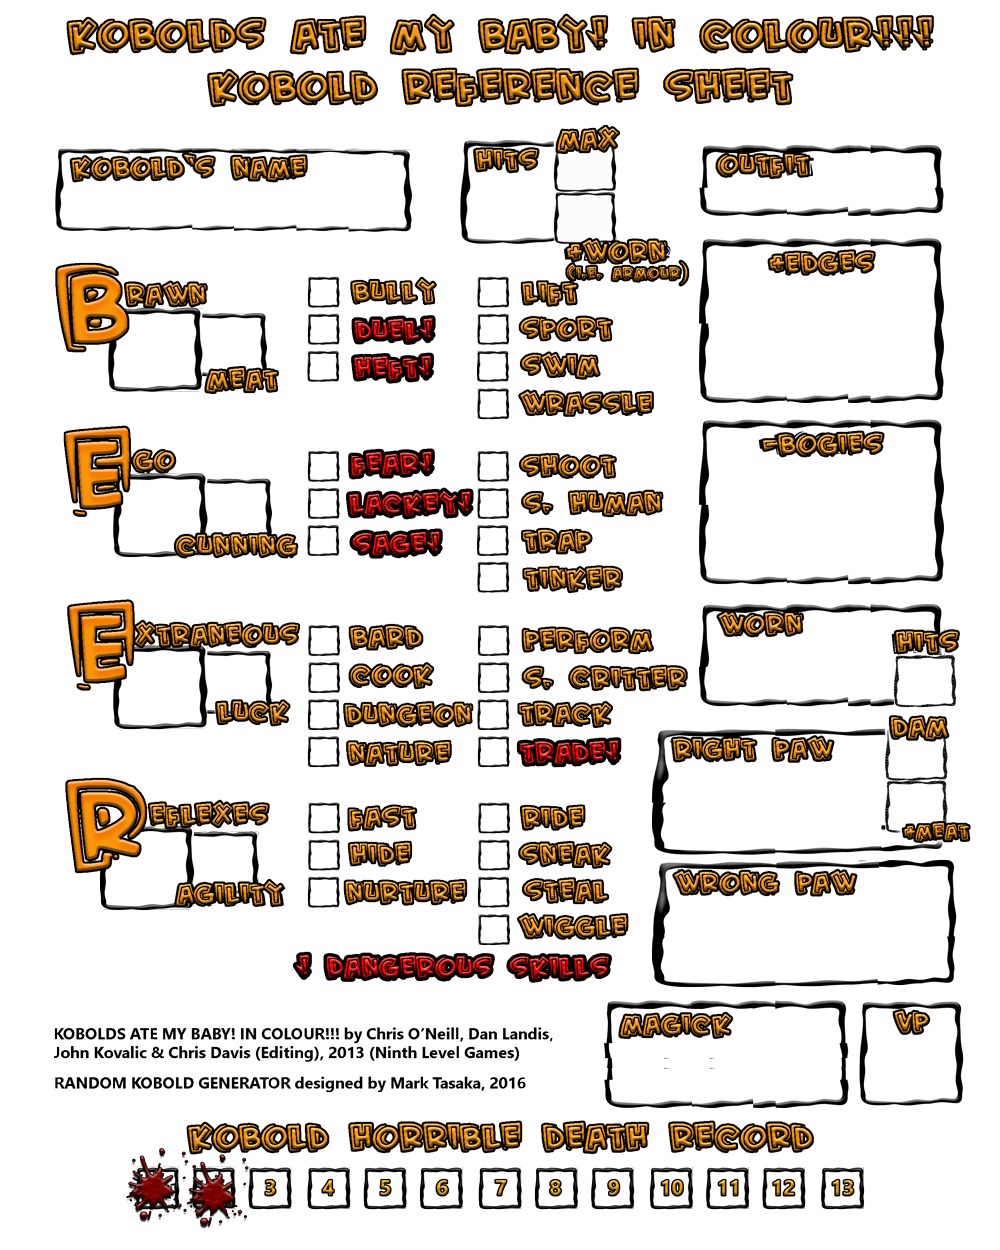 KOBOLDS ATE MY BABY! IN COLOUR!!!
KOBOLD REFERENCE SHEET
KOBOLD'S NAME
HITS
MAX
+WORN
(I.E. ARMOUR)
OUTFIT
+EDGES
BRAWN
MEAT
BULLY
DUEL!
HEFT!
LIFT
SPORT
SWIM
WRASSLE
-BOGIES
EGO
CUNNING
FEAR!
LACKEY!
SAGE!
SHOOT
S. HUMAN
TRAP
TINKER
WORN
HITS
EXTRANEOUS
LUCK
BARD
COOK
DUNGEON
NATURE
PERFORM
S. CRITTER
TRACK
TRADE!
RIGHT PAW
DAM
+MEAT
REFLEXES
AGILITY
FAST
HIDE
NURTURE
RIDE
SNEAK
STEAL
WIGGLE
WRONG PAW
! DANGEROUS SKILLS
MAGICK
VP
KOBOLDS ATE MY BABY! IN COLOUR!!! by Chris O'Neill, Dan Landis,
John Kovalic & Chris Davis (Editing), 2013 (Ninth Level Games)
RANDOM KOBOLD GENERATOR designed by Mark Tasaka, 2016
KOBOLD HORRIBLE DEATH RECORD
3 4 5 6 7 8 9 10 11 12 13